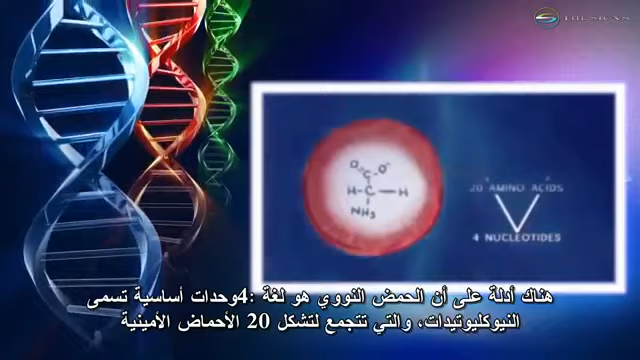 THESIGNS
20 AMINO ACIDS
4 NUCLEOTIDES
O
O⁻
C
H-C-H
NH₃
هناك أدلة على أن الحمض النووي هو لغة :4وحدات أساسية تسمى
النيوكليوتيدات، والتي تتجمع لتشكل 20 الأحماض الأمينية